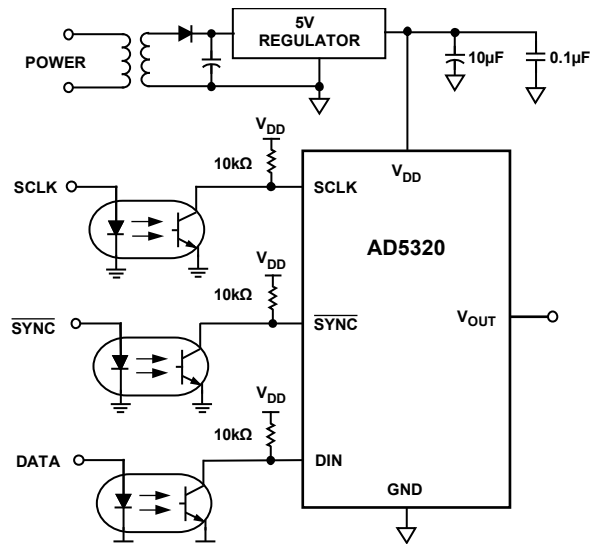 5V
REGULATOR
POWER
10µF
0.1µF
V_DD
10kΩ
SCLK
SCLK
V_DD
AD5320
V_DD
10kΩ
SYNC
SYNC
V_OUT
V_DD
10kΩ
DATA
DIN
GND